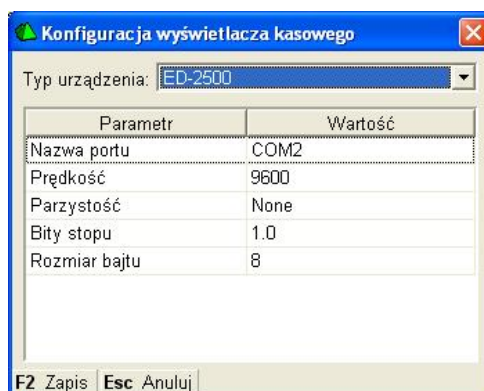 Konfiguracja wyświetlacza kasowego
Typ urządzenia: ED-2500
Parametr Wartość
Nazwa portu COM2
Prędkość 9600
Parzystość None
Bity stopu 1.0
Rozmiar bajtu 8
F2 Zapis Esc Anuluj